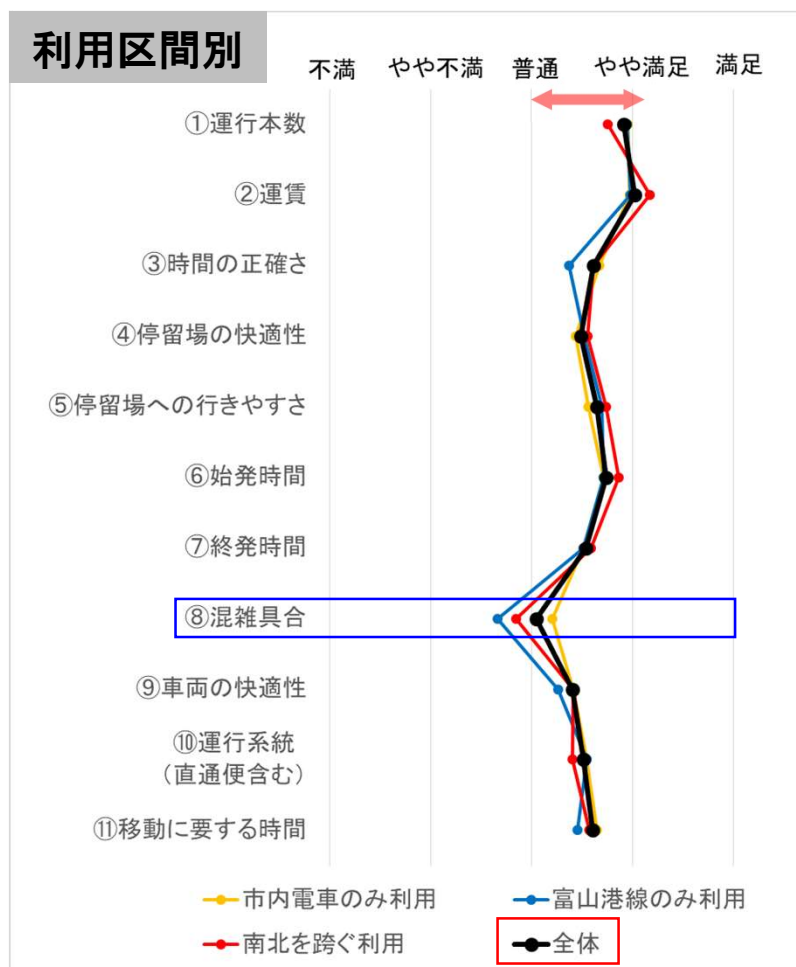 利用区間別
不満 やや不満 普通 やや満足 満足
①運行本数
②運賃
③時間の正確さ
④停留場の快適性
⑤停留場への行きやすさ
⑥始発時間
⑦終発時間
⑧混雑具合
⑨車両の快適性
⑩運行系統
(直通便含む)
⑪移動に要する時間
市内電車のみ利用 富山港線のみ利用
南北を跨ぐ利用 全体